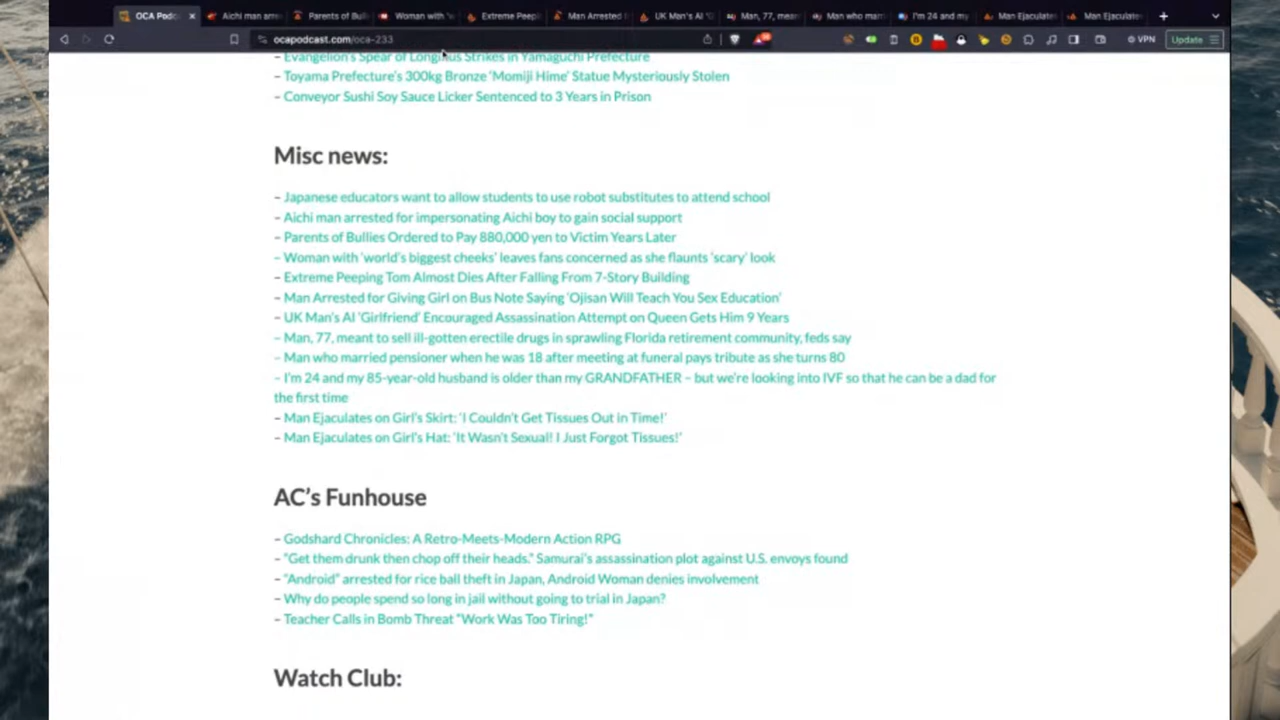 OCA Pod
Aichi man arre
Parents of Bul
Woman with 'w
Extreme Peepi
Man Arrested
UK Man's AI 'G
Man, 77, mean
Man who marr
I'm 24 and my
Man Ejaculates
Man Ejaculate
ocapodcast.com/oca-233
VPN
Update
– Evangelion's Spear of Longinus Strikes in Yamaguchi Prefecture
– Toyama Prefecture's 300kg Bronze 'Momiji Hime' Statue Mysteriously Stolen
– Conveyor Sushi Soy Sauce Licker Sentenced to 3 Years in Prison
Misc news:
– Japanese educators want to allow students to use robot substitutes to attend school
– Aichi man arrested for impersonating Aichi boy to gain social support
– Parents of Bullies Ordered to Pay 880,000 yen to Victim Years Later
– Woman with 'world's biggest cheeks' leaves fans concerned as she flaunts 'scary' look
– Extreme Peeping Tom Almost Dies After Falling From 7-Story Building
– Man Arrested for Giving Girl on Bus Note Saying 'Ojisan Will Teach You Sex Education'
– UK Man's AI 'Girlfriend' Encouraged Assassination Attempt on Queen Gets Him 9 Years
– Man, 77, meant to sell ill-gotten erectile drugs in sprawling Florida retirement community, feds say
– Man who married pensioner when he was 18 after meeting at funeral pays tribute as she turns 80
– I'm 24 and my 85-year-old husband is older than my GRANDFATHER – but we're looking into IVF so that he can be a dad for
the first time
– Man Ejaculates on Girl's Skirt: 'I Couldn't Get Tissues Out in Time!'
– Man Ejaculates on Girl's Hat: 'It Wasn't Sexual! I Just Forgot Tissues!'
AC's Funhouse
– Godshard Chronicles: A Retro-Meets-Modern Action RPG
– "Get them drunk then chop off their heads." Samurai's assassination plot against U.S. envoys found
– "Android" arrested for rice ball theft in Japan, Android Woman denies involvement
– Why do people spend so long in jail without going to trial in Japan?
– Teacher Calls in Bomb Threat "Work Was Too Tiring!"
Watch Club: